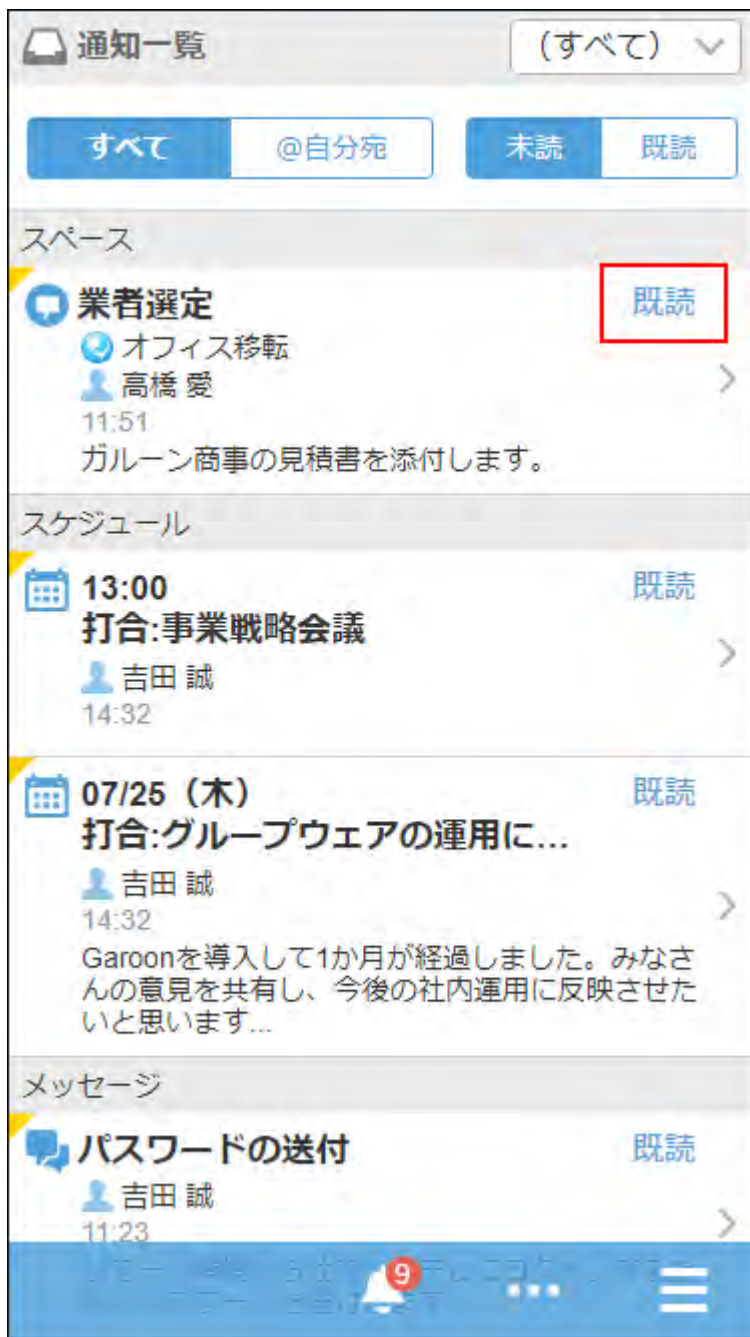 通知一覧
(すべて)
すべて @自分宛 未読 既読
スペース
業者選定 既読
オフィス移転
高橋 愛
11:51
ガルーン商事の見積書を添付します。
スケジュール
13:00 既読
打合:事業戦略会議
吉田 誠
14:32
07/25（木） 既読
打合:グループウェアの運用に...
吉田 誠
14:32
Garoonを導入して1か月が経過しました。みなさ
んの意見を共有し、今後の社内運用に反映させた
いと思います...
メッセージ
パスワードの送付 既読
吉田 誠
11:23
9